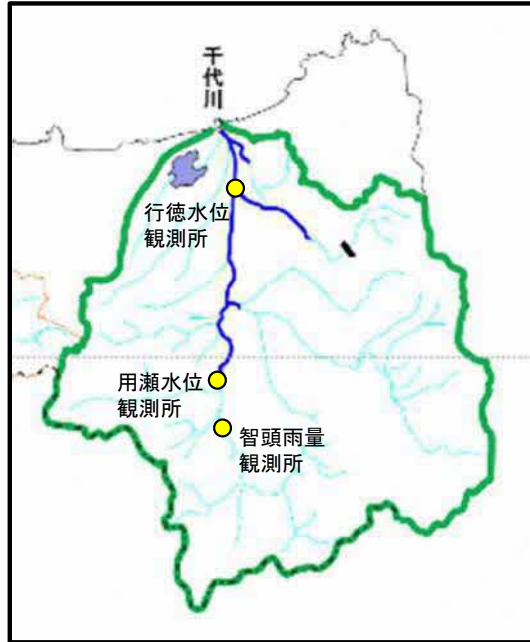 千代川
行徳水位
観測所
用瀬水位
観測所
智頭雨量
観測所